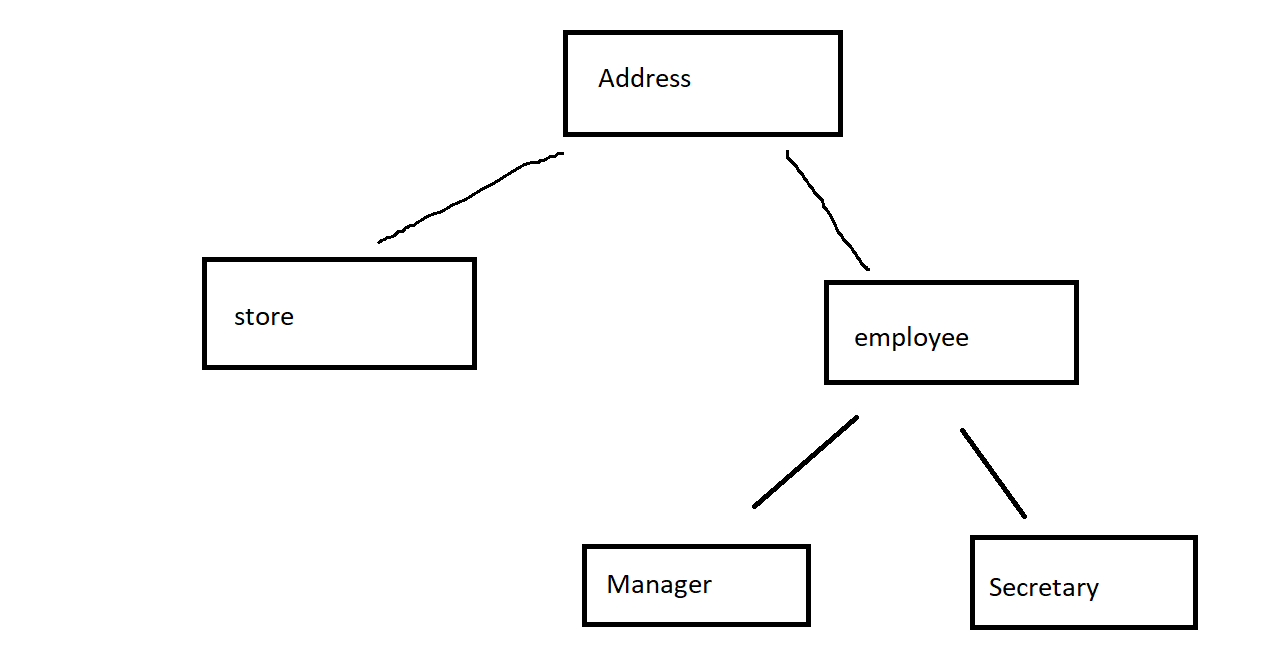 Address
store
employee
Manager
Secretary